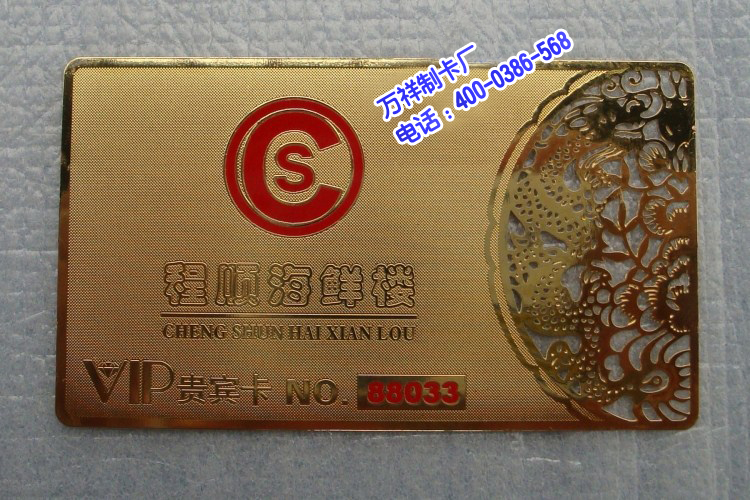 万祥制卡厂
电话：400-0386-568
CS
程顺海鲜楼
CHENG SHUN HAI XIAN LOU
VIP贵宾卡 NO. 88033